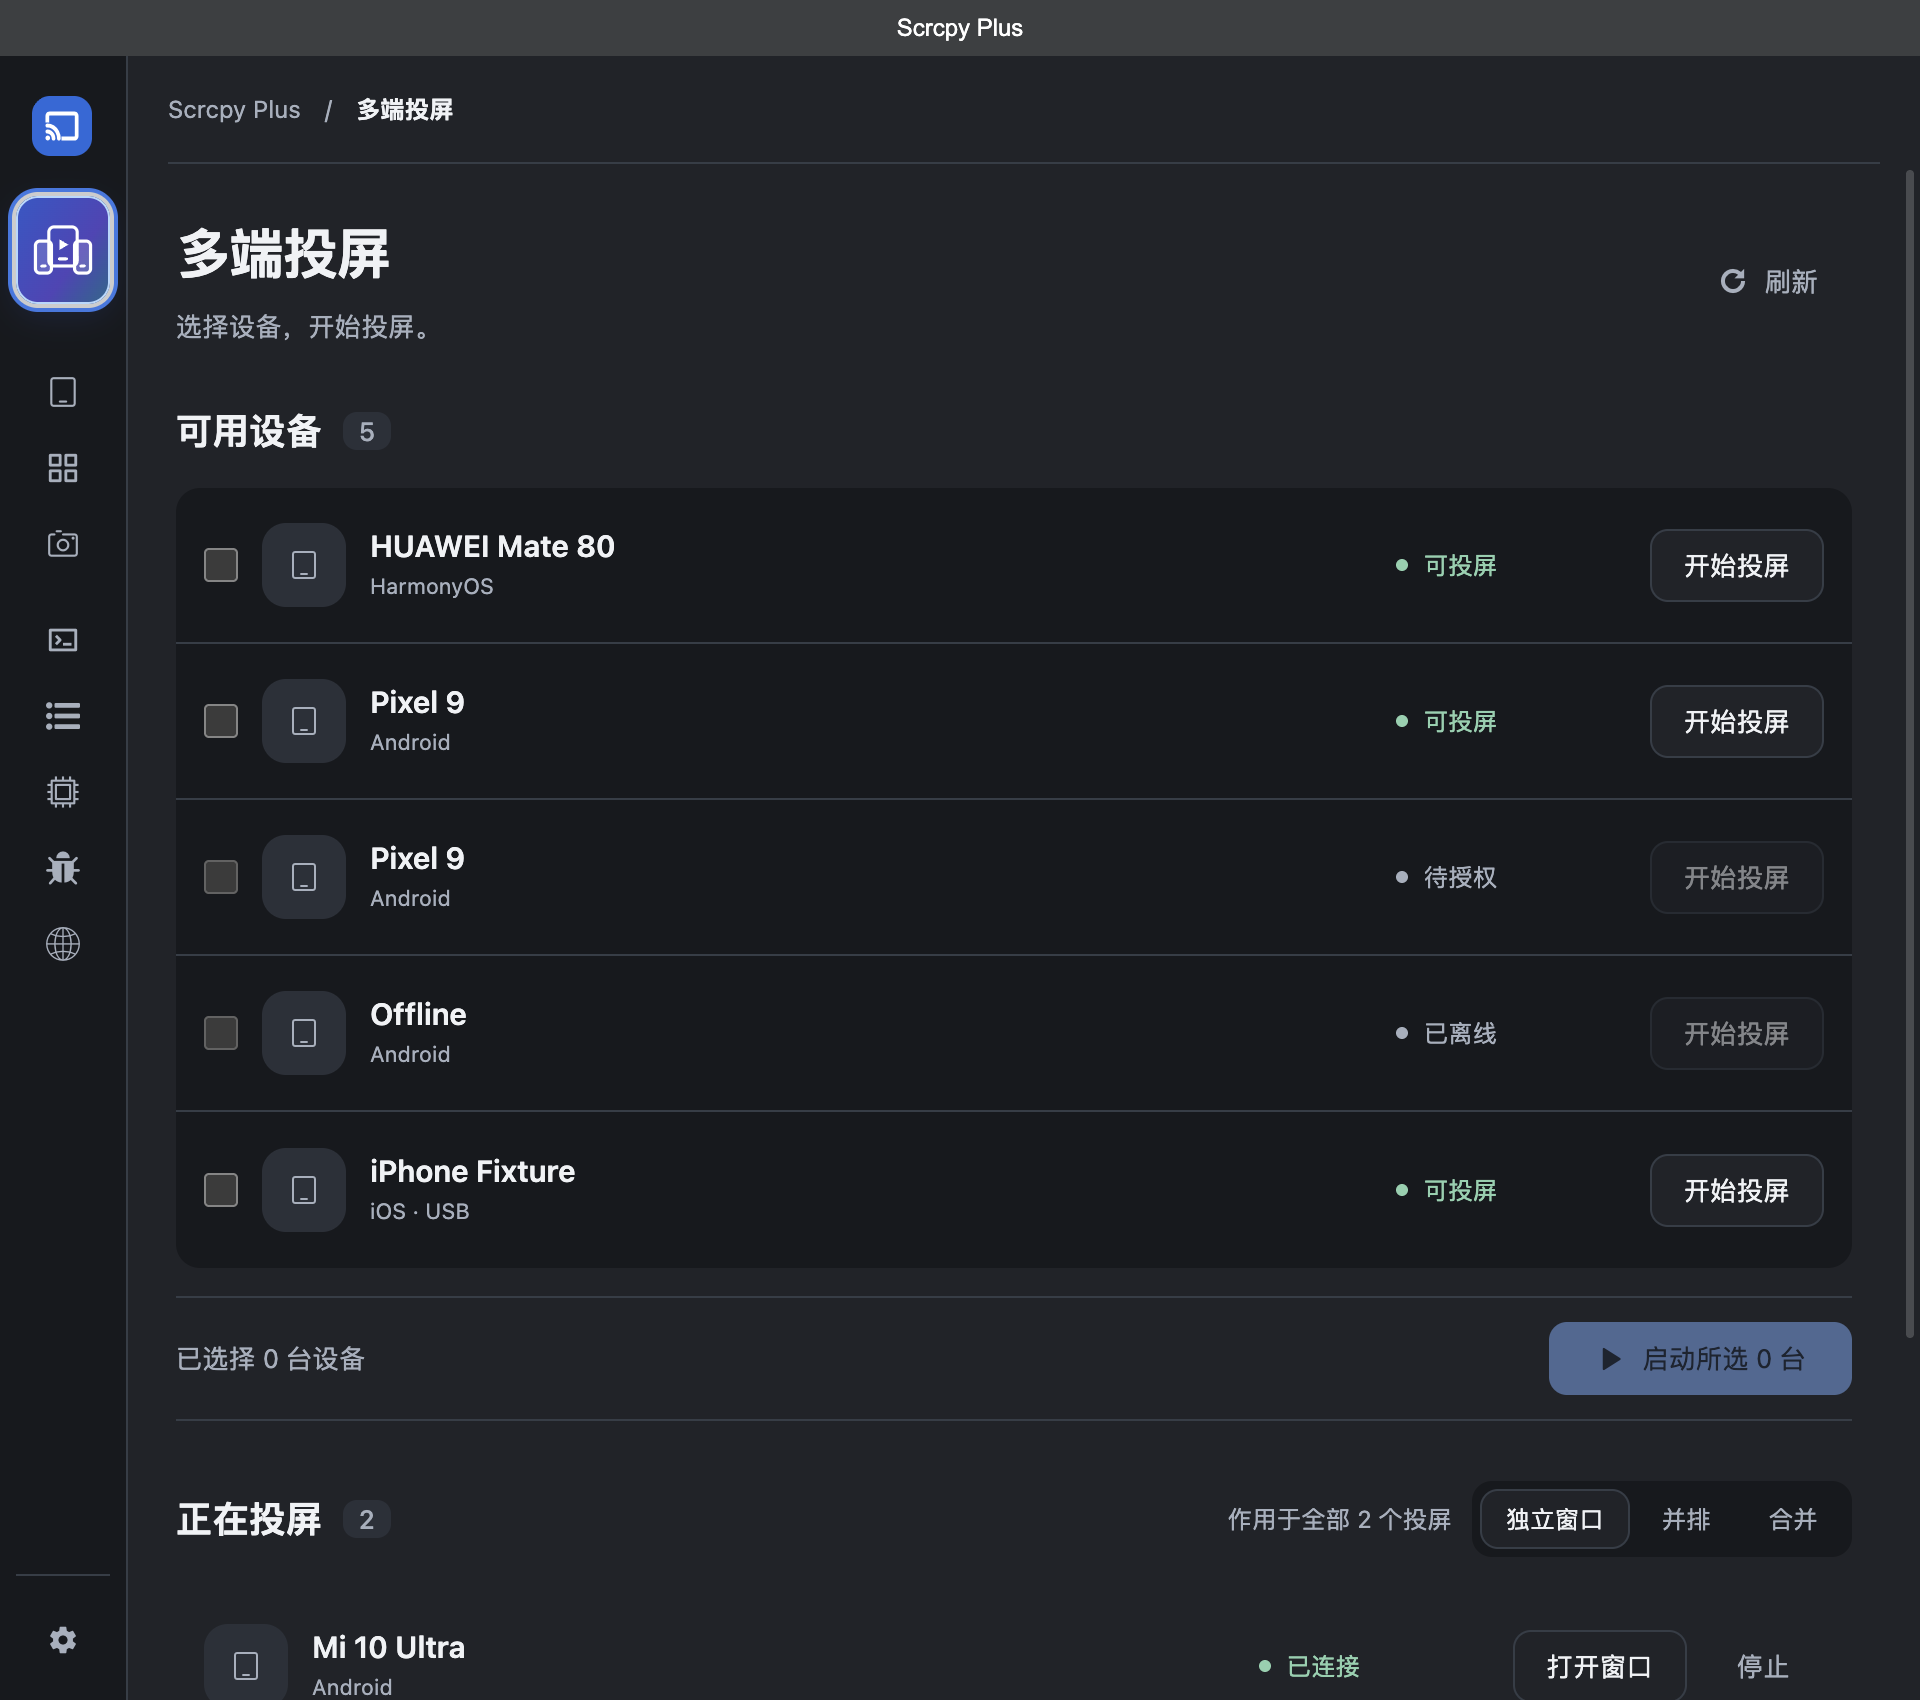 Scrcpy Plus
Scrcpy Plus / 多端投屏
多端投屏
选择设备，开始投屏。
刷新
可用设备 5
HUAWEI Mate 80
HarmonyOS
可投屏
开始投屏
Pixel 9
Android
可投屏
开始投屏
Pixel 9
Android
待授权
开始投屏
Offline
Android
已离线
开始投屏
iPhone Fixture
iOS · USB
可投屏
开始投屏
已选择 0 台设备
启动所选 0 台
正在投屏 2
作用于全部 2 个投屏
独立窗口
并排
合并
Mi 10 Ultra
Android
已连接
打开窗口
停止